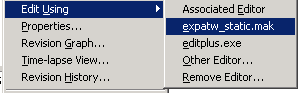 Edit Using
Properties...
Revision Graph...
Time-lapse View...
Revision History...
Associated Editor
expatw_static.mak
editplus.exe
Other Editor...
Remove Editor...